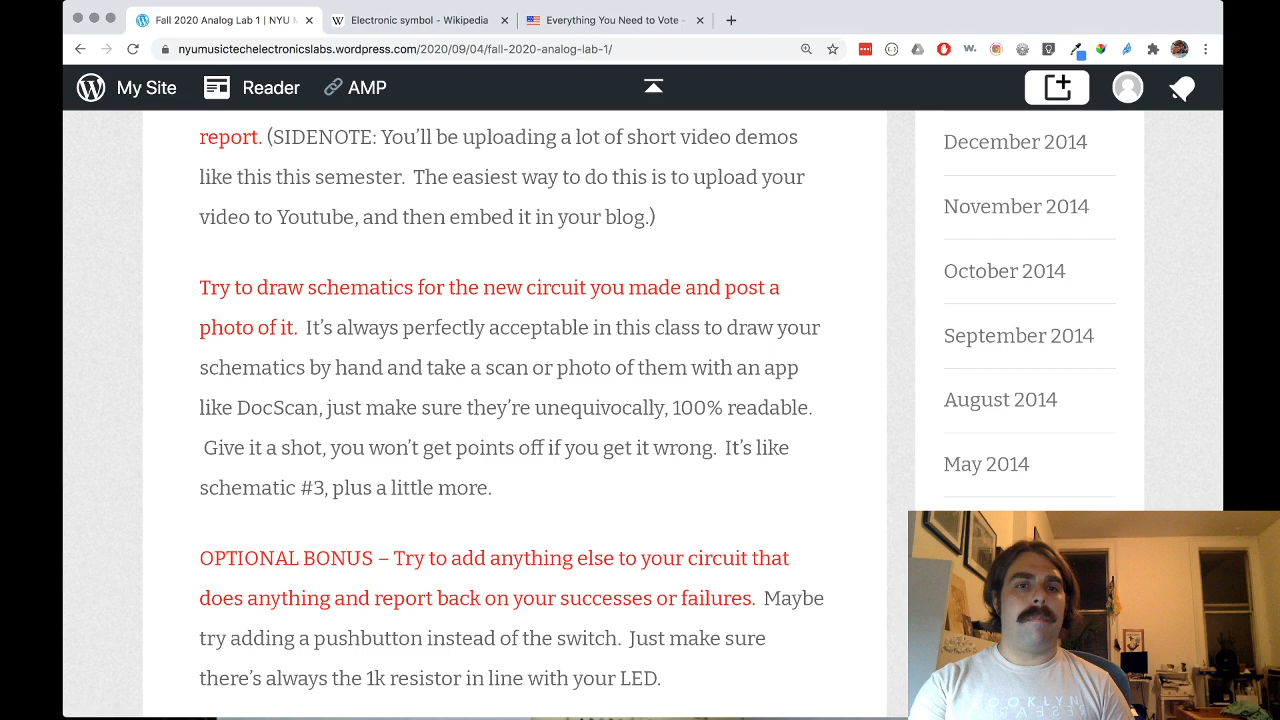 Fall 2020 Analog Lab 1 | NYU M
Electronic symbol - Wikipedia
Everything You Need to Vote -
nyumusictechelectronicslabs.wordpress.com/2020/09/04/fall-2020-analog-lab-1/
My Site
Reader
AMP
report. (SIDENOTE: You'll be uploading a lot of short video demos
like this this semester.  The easiest way to do this is to upload your
video to Youtube, and then embed it in your blog.)
Try to draw schematics for the new circuit you made and post a
photo of it.  It's always perfectly acceptable in this class to draw your
schematics by hand and take a scan or photo of them with an app
like DocScan, just make sure they're unequivocally, 100% readable.
Give it a shot, you won't get points off if you get it wrong.  It's like
schematic #3, plus a little more.
OPTIONAL BONUS – Try to add anything else to your circuit that
does anything and report back on your successes or failures.  Maybe
try adding a pushbutton instead of the switch.  Just make sure
there's always the 1k resistor in line with your LED.
December 2014
November 2014
October 2014
September 2014
August 2014
May 2014